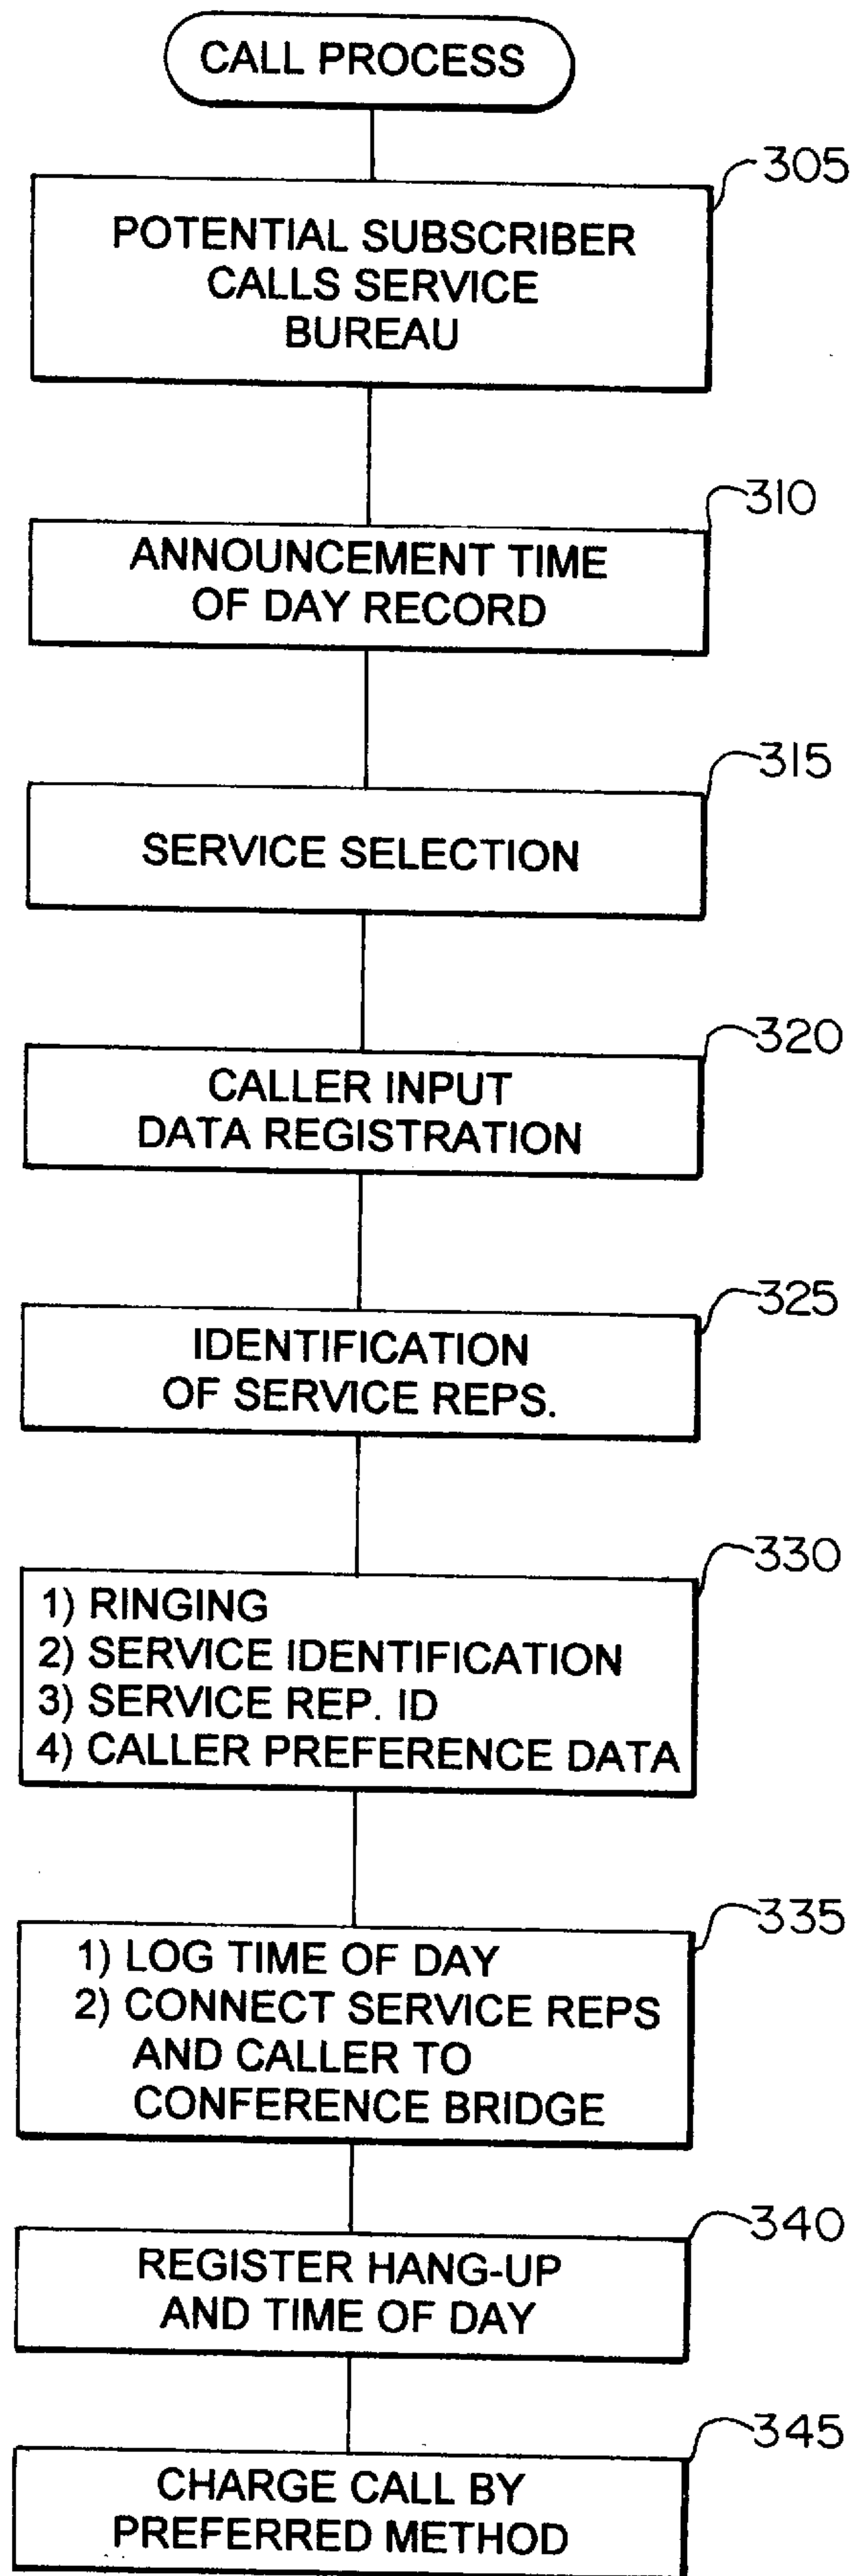 CALL PROCESS
305
POTENTIAL SUBSCRIBER
CALLS SERVICE
BUREAU
310
ANNOUNCEMENT TIME
OF DAY RECORD
315
SERVICE SELECTION
320
CALLER INPUT
DATA REGISTRATION
325
IDENTIFICATION
OF SERVICE REPS.
330
1) RINGING
2) SERVICE IDENTIFICATION
3) SERVICE REP. ID
4) CALLER PREFERENCE DATA
335
1) LOG TIME OF DAY
2) CONNECT SERVICE REPS
AND CALLER TO
CONFERENCE BRIDGE
340
REGISTER HANG-UP
AND TIME OF DAY
345
CHARGE CALL BY
PREFERRED METHOD